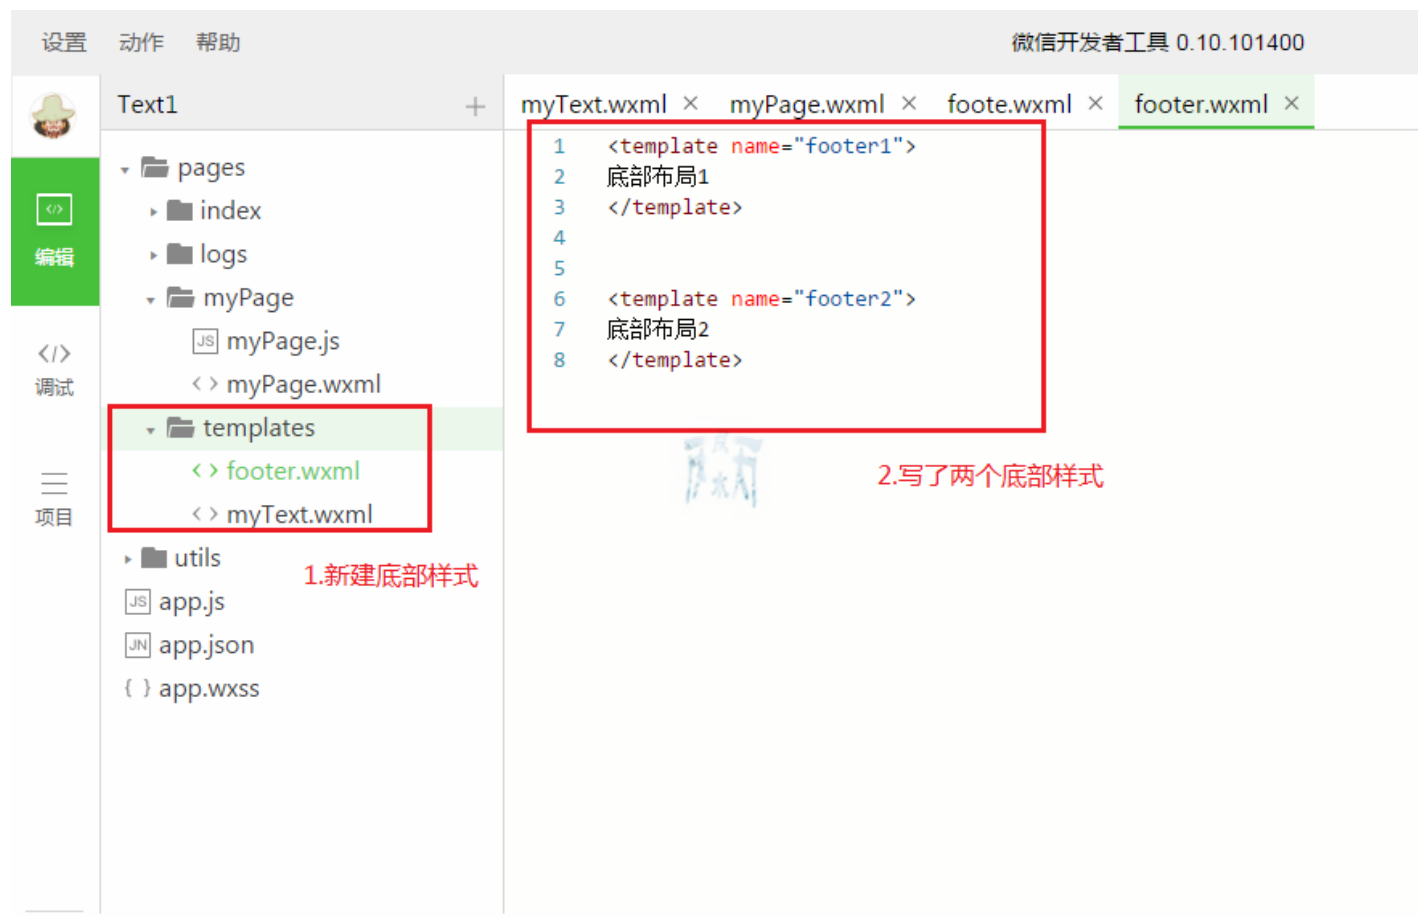 设置 动作 帮助 微信开发者工具 0.10.101400
Text1 +
myText.wxml × myPage.wxml × foote.wxml × footer.wxml ×
pages
index
logs
myPage
JS myPage.js
<> myPage.wxml
templates
<> footer.wxml
<> myText.wxml
utils
JS app.js
JN app.json
{ } app.wxss
</>
编辑
</>
调试
项目
1 <template name="footer1">
2 底部布局1
3 </template>
4
5
6 <template name="footer2">
7 底部布局2
8 </template>
1.新建底部样式
2.写了两个底部样式